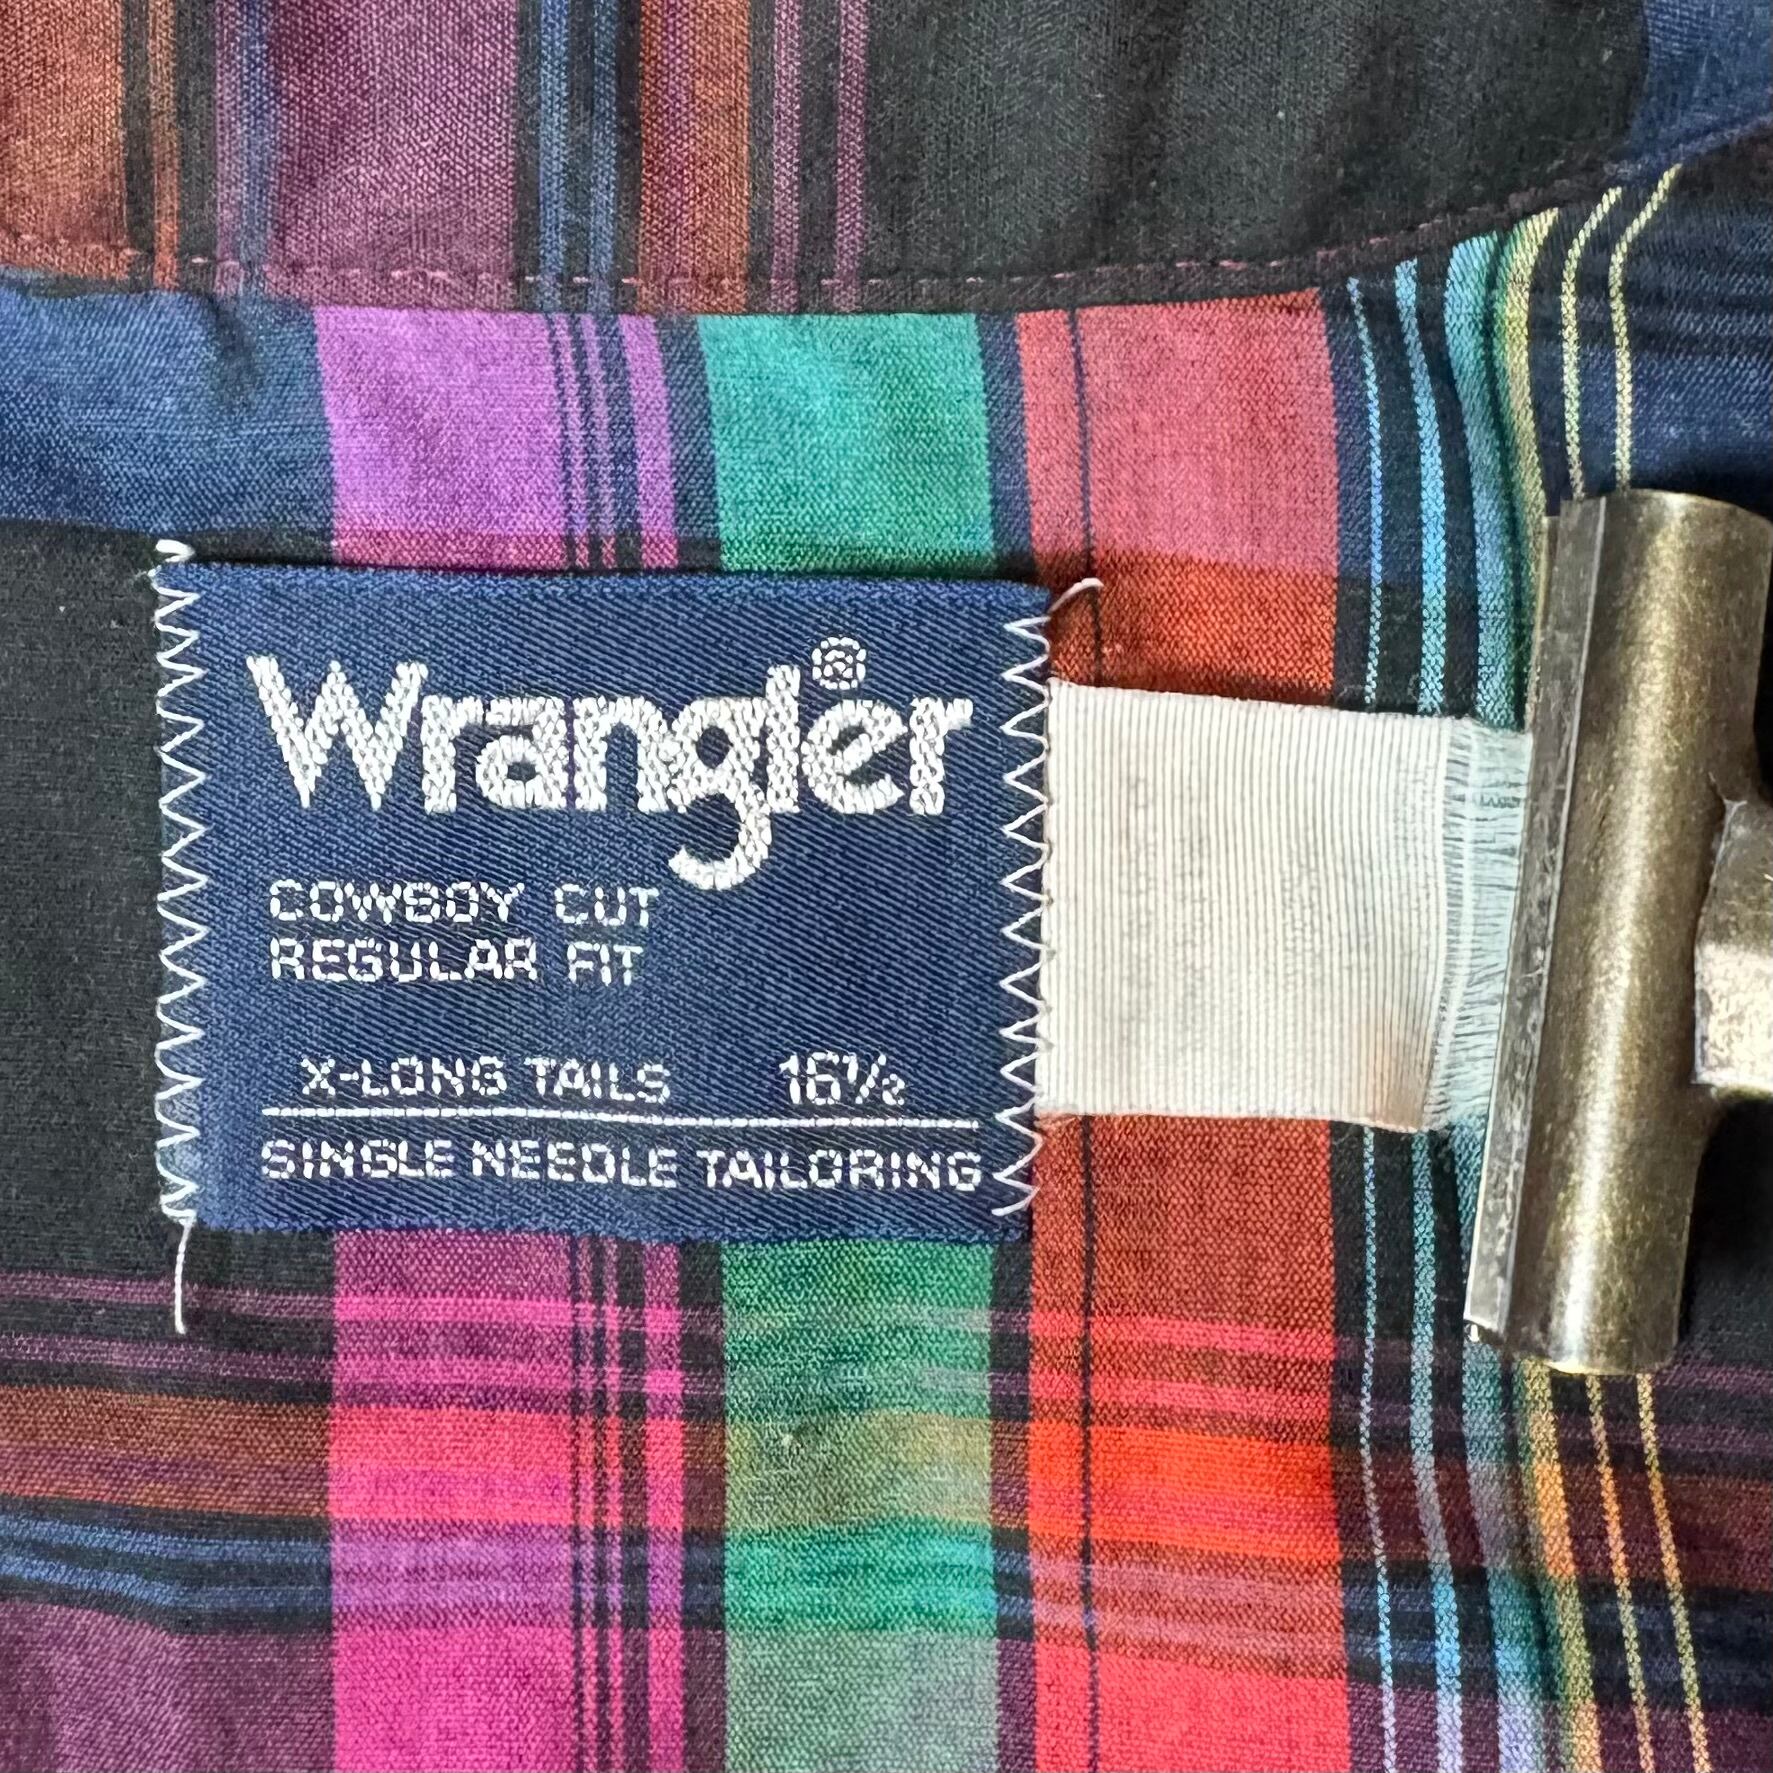 Wrangler®
COWBOY CUT
REGULAR FIT
X-LONG TAILS 16½
SINGLE NEEDLE TAILORING